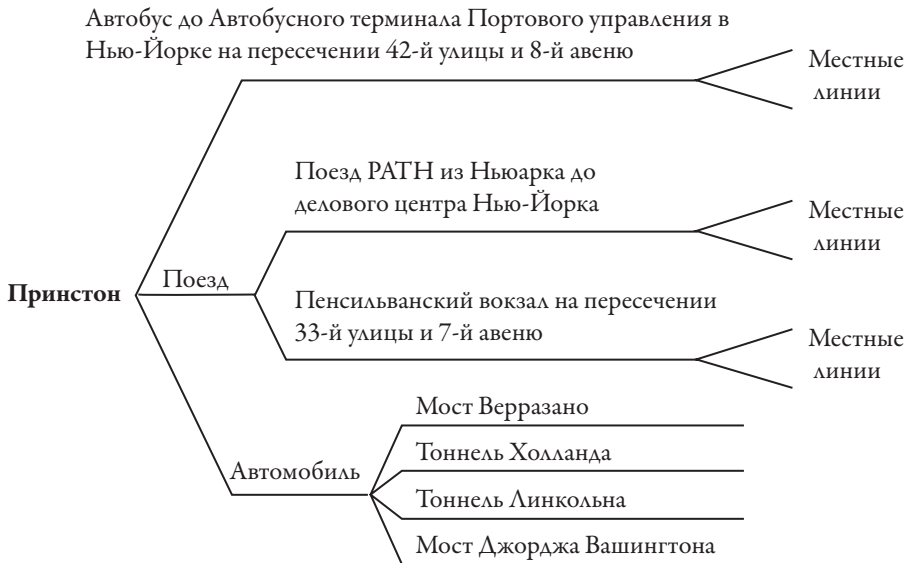 Автобус до Автобусного терминала Портового управления в
Нью-Йорке на пересечении 42-й улицы и 8-й авеню
Местные
линии
Поезд PATH из Ньюарка до
делового центра Нью-Йорка
Местные
линии
Принстон
Поезд
Пенсильванский вокзал на пересечении
33-й улицы и 7-й авеню
Местные
линии
Автомобиль
Мост Верразано
Тоннель Холланда
Тоннель Линкольна
Мост Джорджа Вашингтона